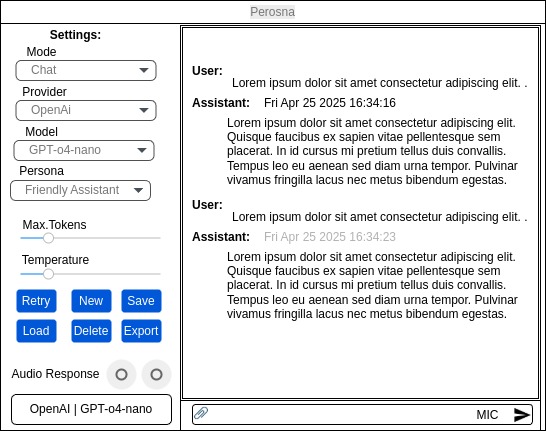 Perosna
Settings:
Mode
Chat
Provider
OpenAi
Model
GPT-o4-nano
Persona
Friendly Assistant
Max.Tokens
Temperature
Retry New Save
Load Delete Export
Audio Response
OpenAI | GPT-o4-nano
User:
Lorem ipsum dolor sit amet consectetur adipiscing elit. .
Assistant: Fri Apr 25 2025 16:34:16
Lorem ipsum dolor sit amet consectetur adipiscing elit.
Quisque faucibus ex sapien vitae pellentesque sem
placerat. In id cursus mi pretium tellus duis convallis.
Tempus leo eu aenean sed diam urna tempor. Pulvinar
vivamus fringilla lacus nec metus bibendum egestas.
User:
Lorem ipsum dolor sit amet consectetur adipiscing elit. .
Assistant: Fri Apr 25 2025 16:34:23
Lorem ipsum dolor sit amet consectetur adipiscing elit.
Quisque faucibus ex sapien vitae pellentesque sem
placerat. In id cursus mi pretium tellus duis convallis.
Tempus leo eu aenean sed diam urna tempor. Pulvinar
vivamus fringilla lacus nec metus bibendum egestas.
MIC